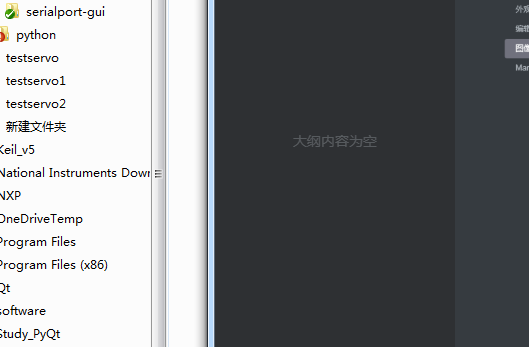 serialport-gui
python
testservo
testservo1
testservo2
新建文件夹
Keil_v5
National Instruments Down
NXP
OneDriveTemp
Program Files
Program Files (x86)
Qt
software
Study_PyQt
大纲内容为空
外观
编辑
图像
Mar